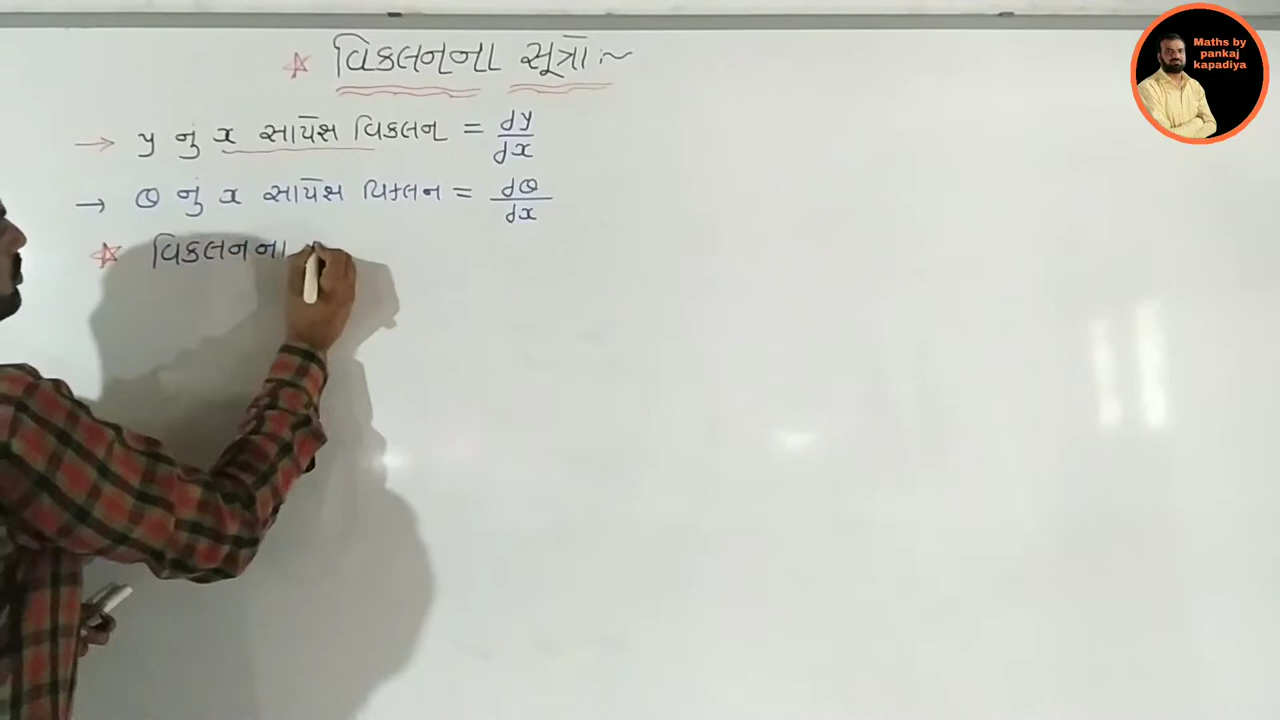 ☆ વિકલનના સૂત્રો :~
→ y નું x સાપેક્ષ વિકલન = dy/dx
→ θ નું x સાપેક્ષ વિકલન = dθ/dx
☆ વિકલનના
Maths by
pankaj
kapadiya